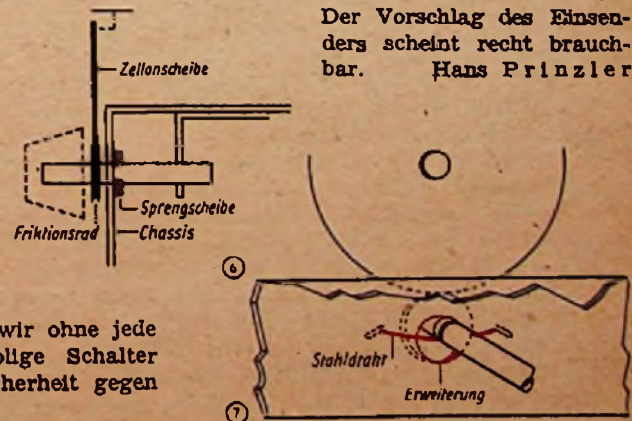 Der Vorschlag des Einsen-
ders scheint recht brauch-
bar. Hans Prinzler
Zellonscheibe
Sprengscheibe
Friktionsrad
Chassis
6
wir ohne jede
olige Schalter
herheit gegen
Stahldraht
Erweiterung
7